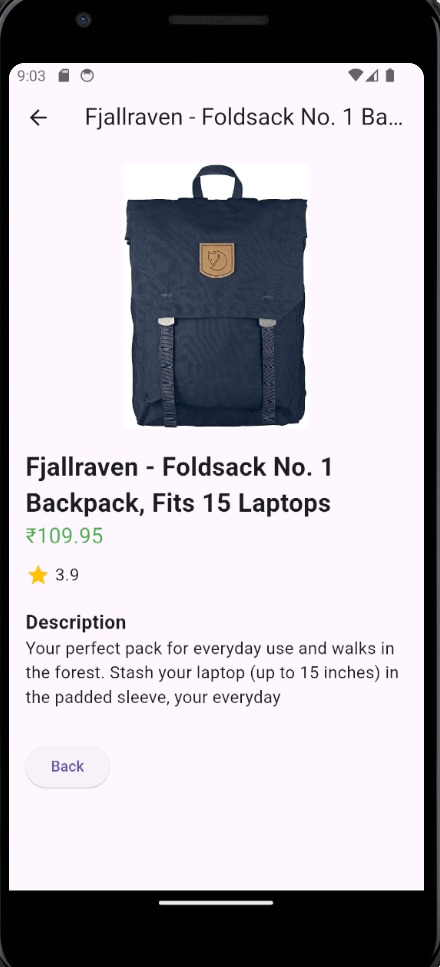 9:03
Fjallraven - Foldsack No. 1 Ba...
Fjallraven - Foldsack No. 1
Backpack, Fits 15 Laptops
₹109.95
3.9
Description
Your perfect pack for everyday use and walks in
the forest. Stash your laptop (up to 15 inches) in
the padded sleeve, your everyday
Back